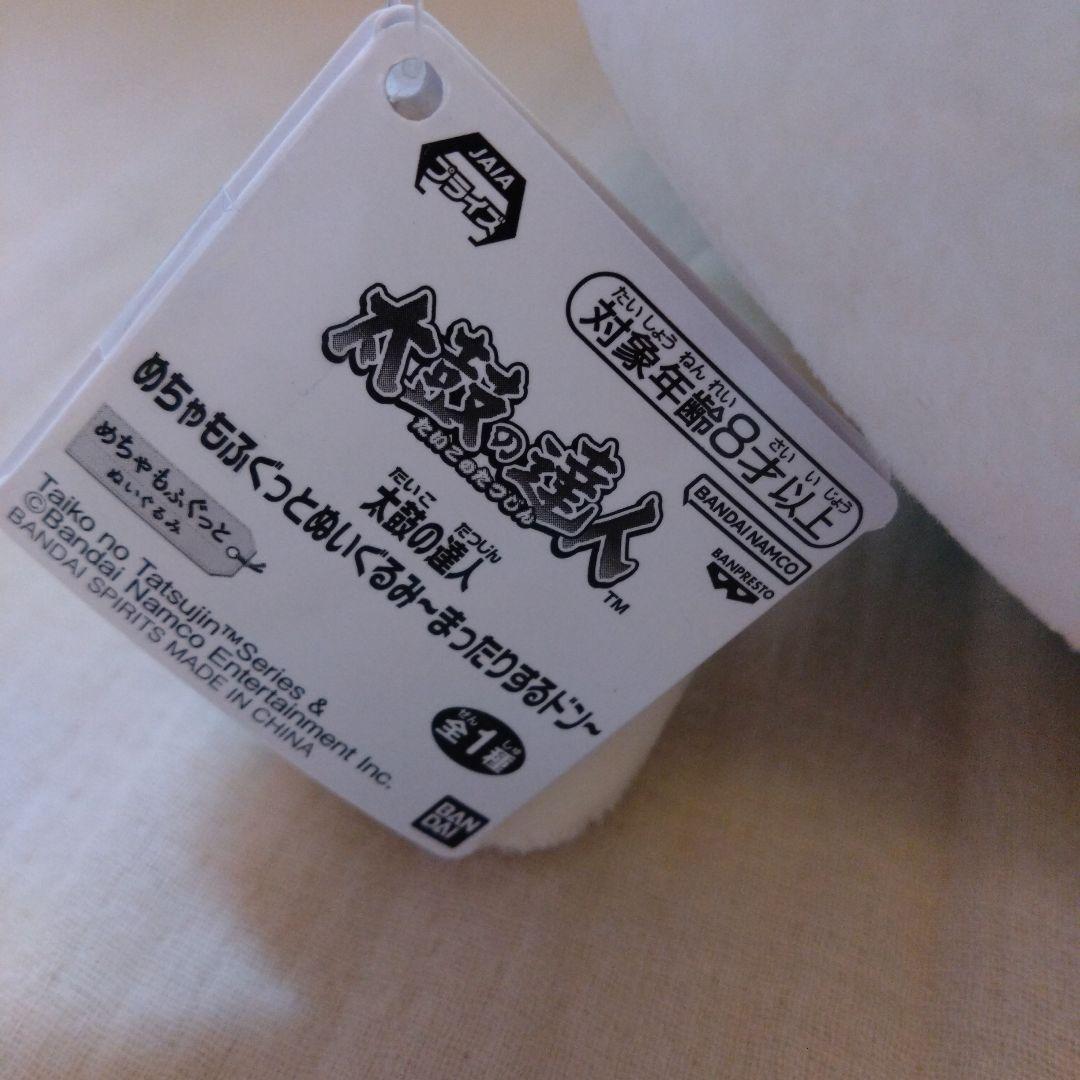 JAIA
プライズ
たいしょうねんれい さいいじょう
対象年齢8才以上
太鼓の達人
たいこのたつじん
TM
BANDAI NAMCO
BANPRESTO
たいこ たつじん
太鼓の達人
めちゃもふぐっとぬいぐるみ~まったりするドン~
めちゃもふぐっと
ぬいぐるみ
ぜん しゅ
全1種
Taiko no Tatsujin™Series &
©Bandai Namco Entertainment Inc.
BANDAI SPIRITS MADE IN CHINA
BAN
DAI